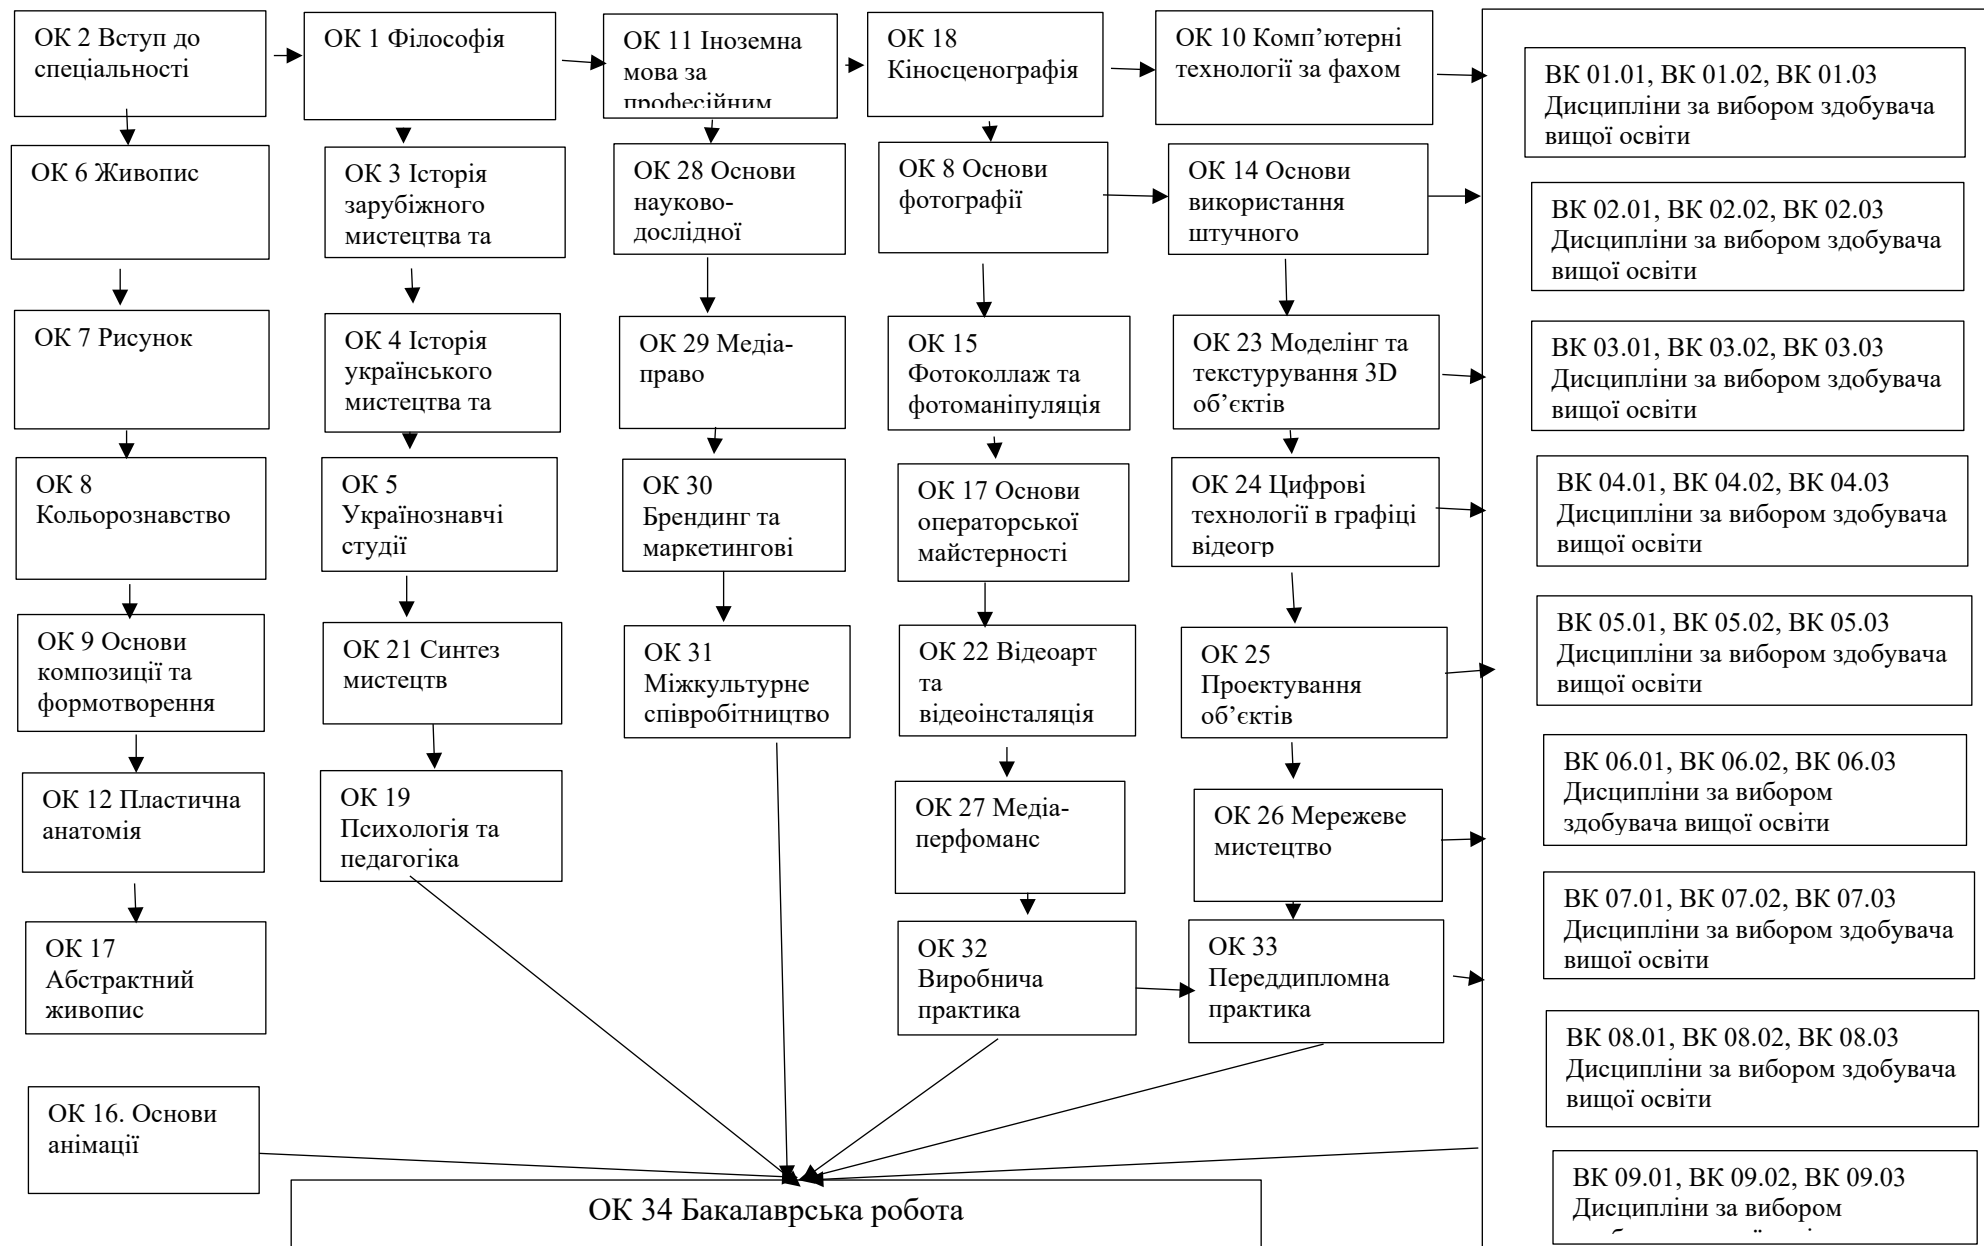 ОК 2 Вступ до
спеціальності
ОК 1 Філософія
ОК 11 Іноземна
мова за
професійним
ОК 18
Кіносценографія
ОК 10 Комп’ютерні
технології за фахом
ОК 6 Живопис
ОК 3 Історія
зарубіжного
мистецтва та
ОК 28 Основи
науково-
дослідної
ОК 8 Основи
фотографії
ОК 14 Основи
використання
штучного
ОК 7 Рисунок
ОК 4 Історія
українського
мистецтва та
ОК 29 Медіа-
право
ОК 15
Фотоколлаж та
фотоманіпуляція
ОК 23 Моделінг та
текстурування 3D
об’єктів
ОК 8
Кольорознавство
ОК 5
Українознавчі
студії
ОК 30
Брендинг та
маркетингові
ОК 17 Основи
операторської
майстерності
ОК 24 Цифрові
технології в графіці
відеогр
ОК 9 Основи
композиції та
формотворення
ОК 21 Синтез
мистецтв
ОК 31
Міжкультурне
співробітництво
ОК 22 Відеоарт
та
відеоінсталяція
ОК 25
Проектування
об’єктів
ОК 12 Пластична
анатомія
ОК 19
Психологія та
педагогіка
ОК 27 Медіа-
перфоманс
ОК 26 Мережеве
мистецтво
ОК 17
Абстрактний
живопис
ОК 32
Виробнича
практика
ОК 33
Переддипломна
практика
ОК 16. Основи
анімації
ОК 34 Бакалаврська робота
ВК 01.01, ВК 01.02, ВК 01.03
Дисципліни за вибором здобувача
вищої освіти
ВК 02.01, ВК 02.02, ВК 02.03
Дисципліни за вибором здобувача
вищої освіти
ВК 03.01, ВК 03.02, ВК 03.03
Дисципліни за вибором здобувача
вищої освіти
ВК 04.01, ВК 04.02, ВК 04.03
Дисципліни за вибором здобувача
вищої освіти
ВК 05.01, ВК 05.02, ВК 05.03
Дисципліни за вибором здобувача
вищої освіти
ВК 06.01, ВК 06.02, ВК 06.03
Дисципліни за вибором
здобувача вищої освіти
ВК 07.01, ВК 07.02, ВК 07.03
Дисципліни за вибором здобувача
вищої освіти
ВК 08.01, ВК 08.02, ВК 08.03
Дисципліни за вибором здобувача
вищої освіти
ВК 09.01, ВК 09.02, ВК 09.03
Дисципліни за вибором